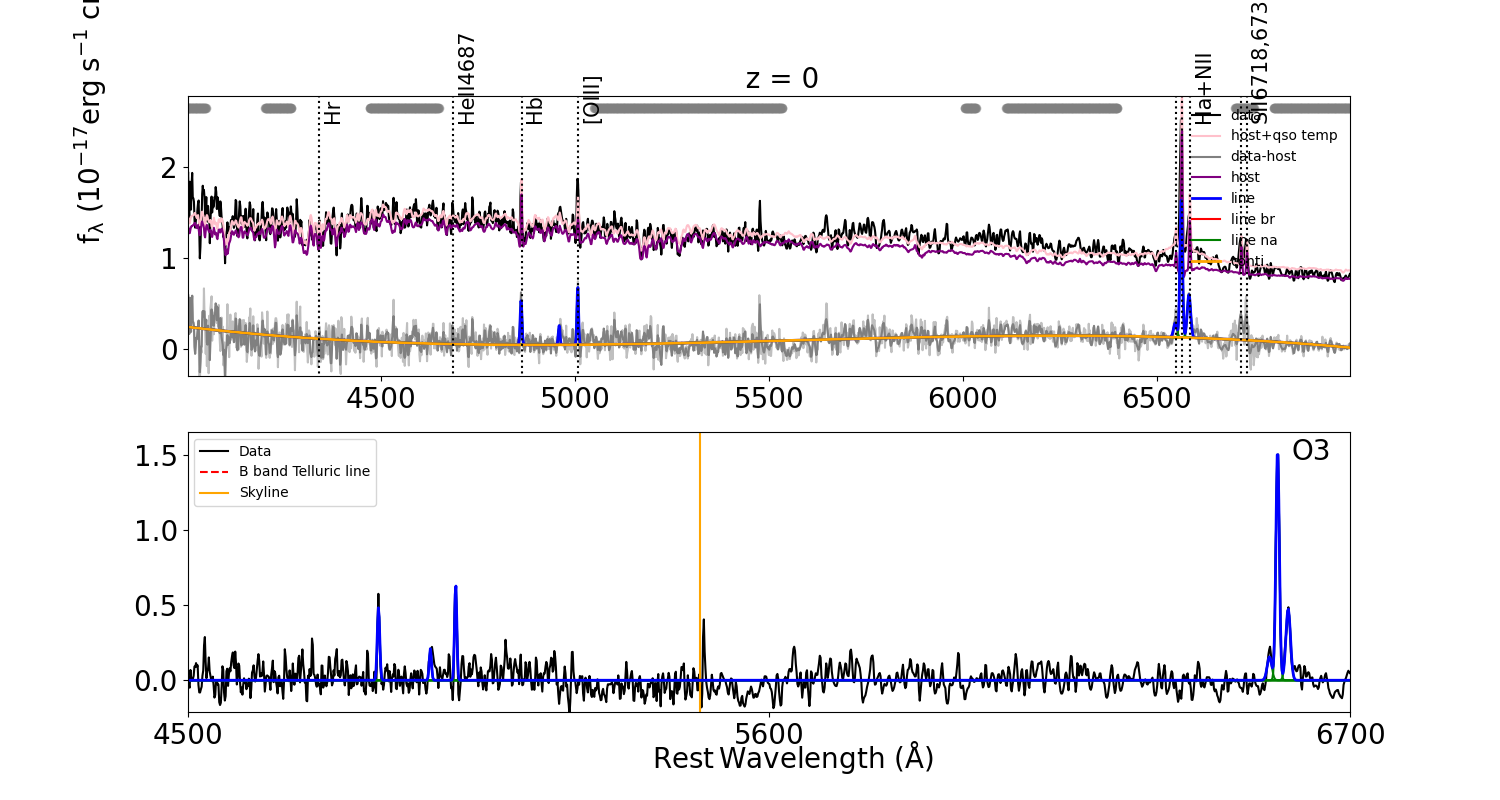 z = 0
f_λ (10^−17 erg s^−1 c
Hr
HeII4687
Hb
[OIII]
Ha+NII
SII6718,673
data
host+qso temp
data-host
host
line
line br
line na
conti
2
1
0
4500 5000 5500 6000 6500
Data
B band Telluric line
Skyline
O3
1.5
1.0
0.5
0.0
4500 5600 6700
Rest Wavelength (Å)